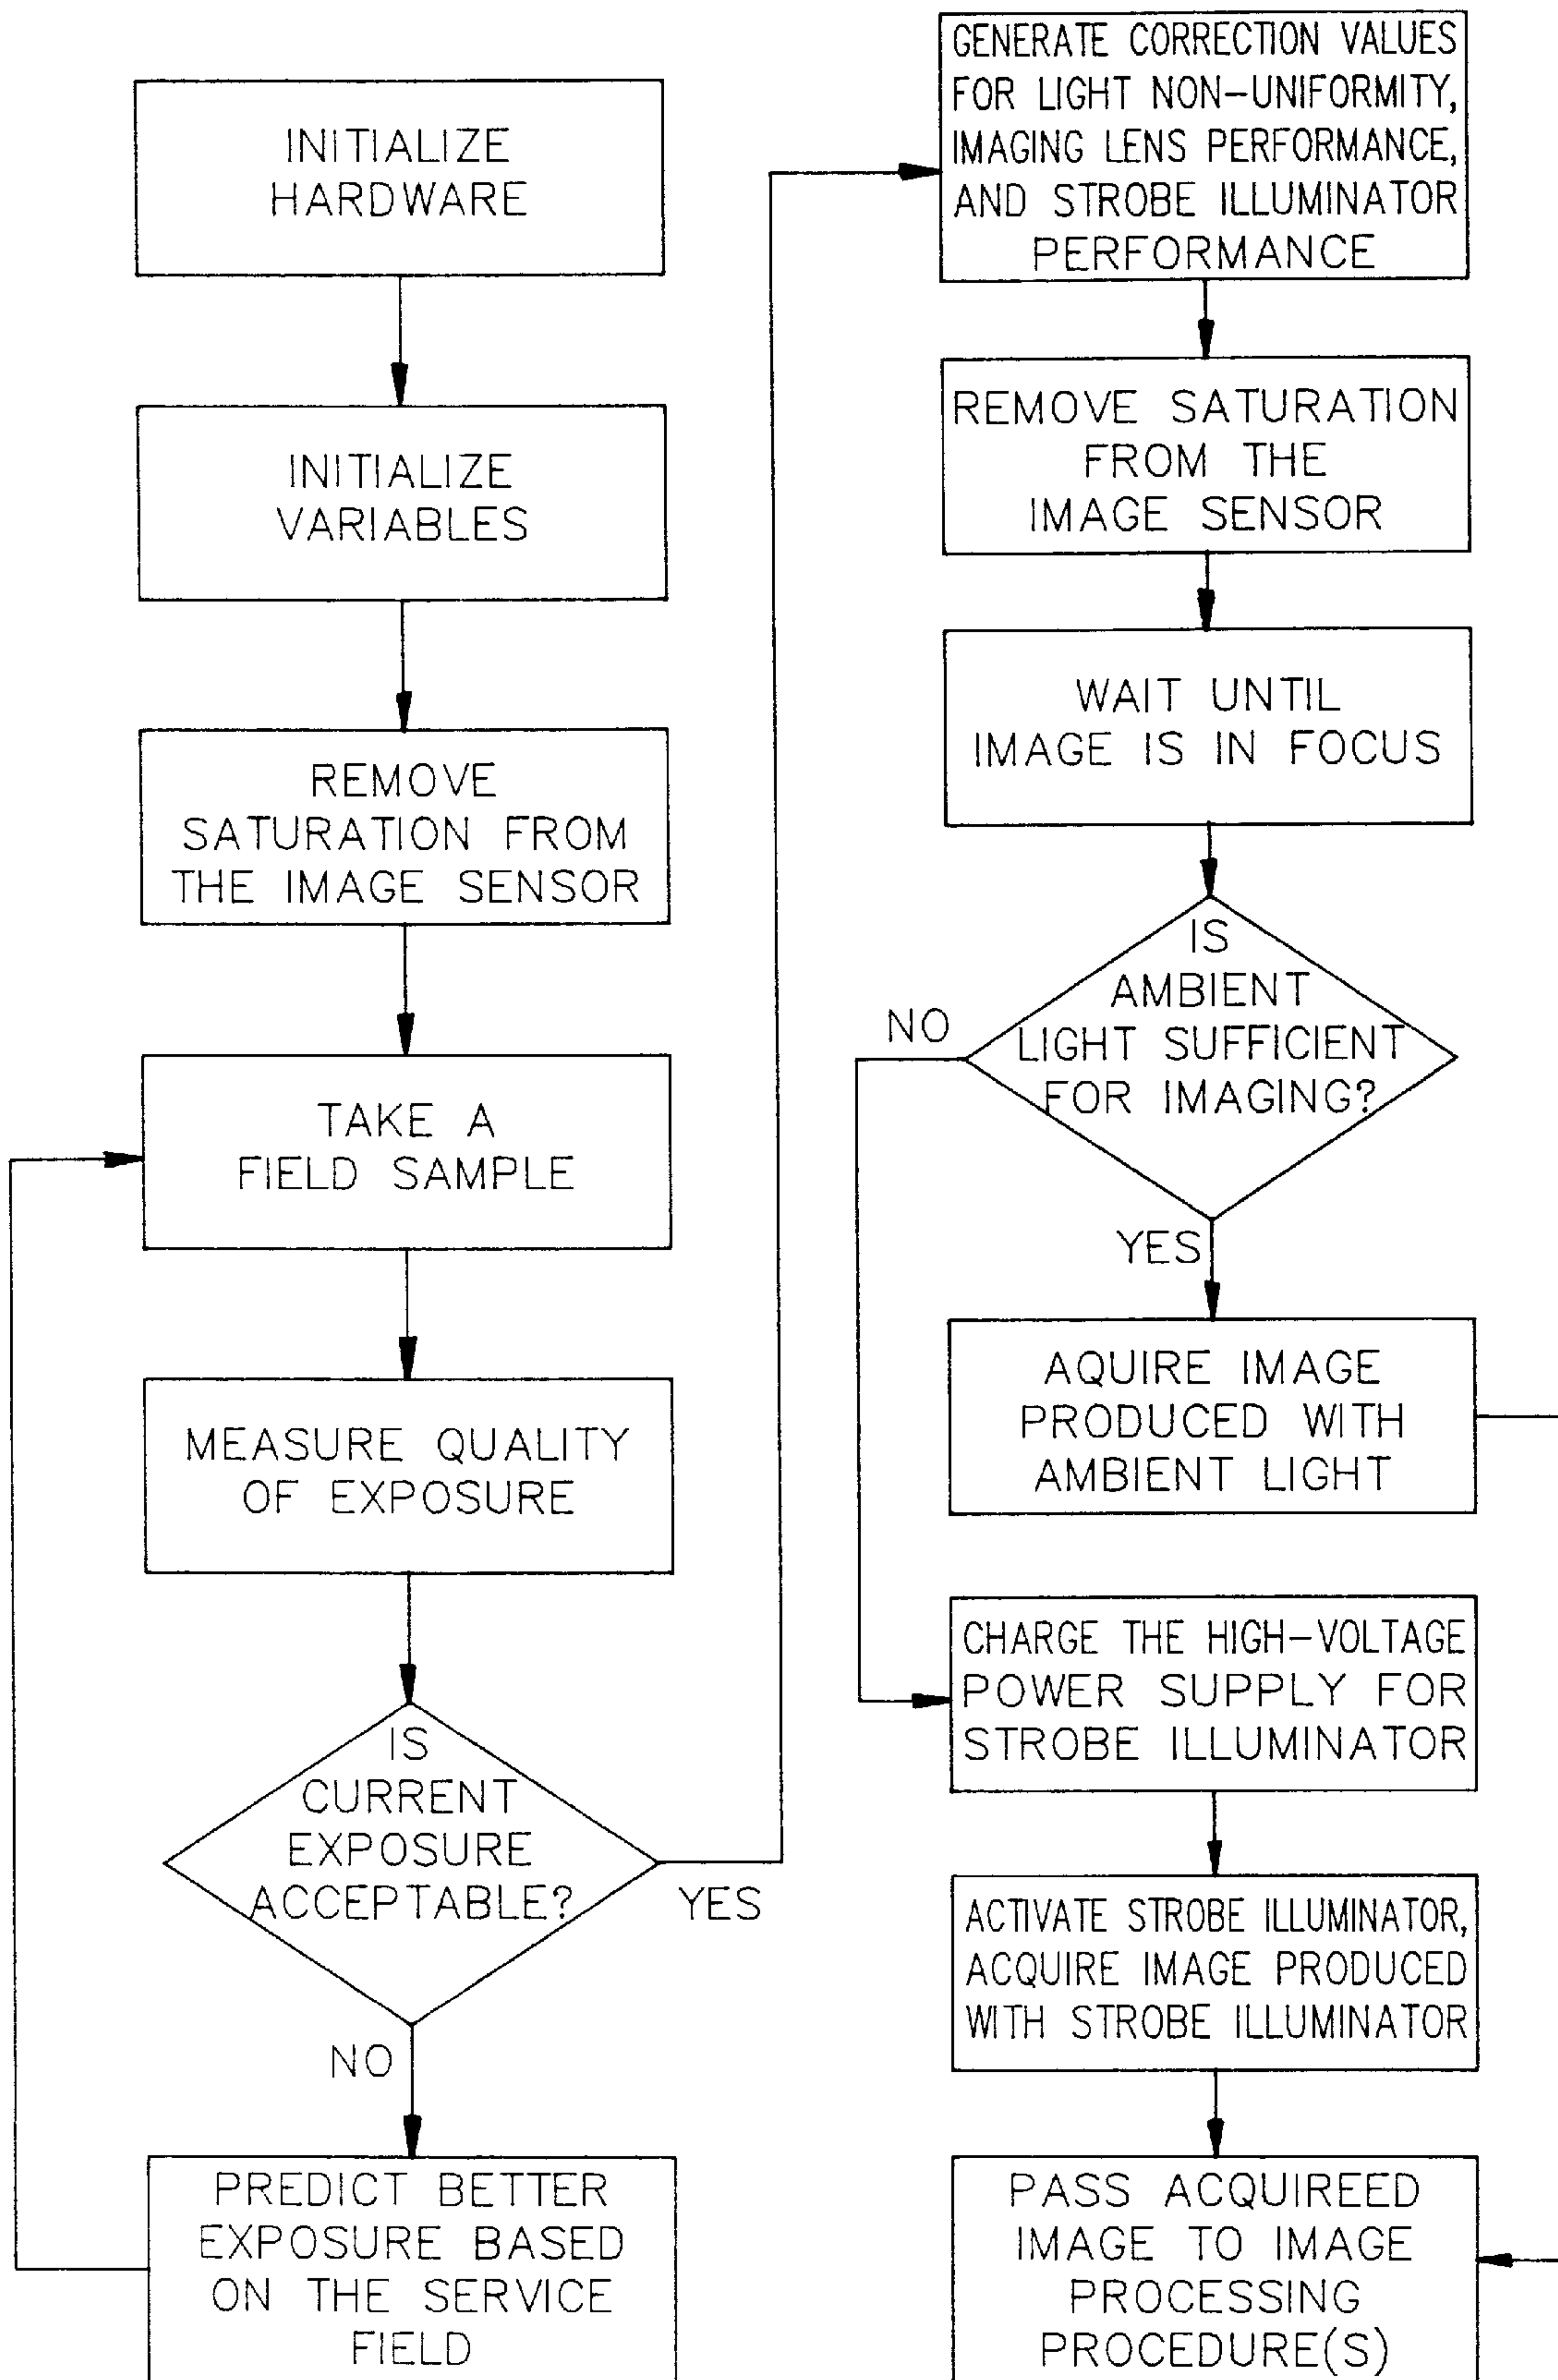 INITIALIZE
HARDWARE
INITIALIZE
VARIABLES
REMOVE
SATURATION FROM
THE IMAGE SENSOR
TAKE A
FIELD SAMPLE
MEASURE QUALITY
OF EXPOSURE
IS
CURRENT
EXPOSURE
ACCEPTABLE?
YES
NO
PREDICT BETTER
EXPOSURE BASED
ON THE SERVICE
FIELD
GENERATE CORRECTION VALUES
FOR LIGHT NON-UNIFORMITY,
IMAGING LENS PERFORMANCE,
AND STROBE ILLUMINATOR
PERFORMANCE
REMOVE SATURATION
FROM THE
IMAGE SENSOR
WAIT UNTIL
IMAGE IS IN FOCUS
IS
AMBIENT
LIGHT SUFFICIENT
FOR IMAGING?
NO
YES
AQUIRE IMAGE
PRODUCED WITH
AMBIENT LIGHT
CHARGE THE HIGH-VOLTAGE
POWER SUPPLY FOR
STROBE ILLUMINATOR
ACTIVATE STROBE ILLUMINATOR,
ACQUIRE IMAGE PRODUCED
WITH STROBE ILLUMINATOR
PASS ACQUIREED
IMAGE TO IMAGE
PROCESSING
PROCEDURE(S)